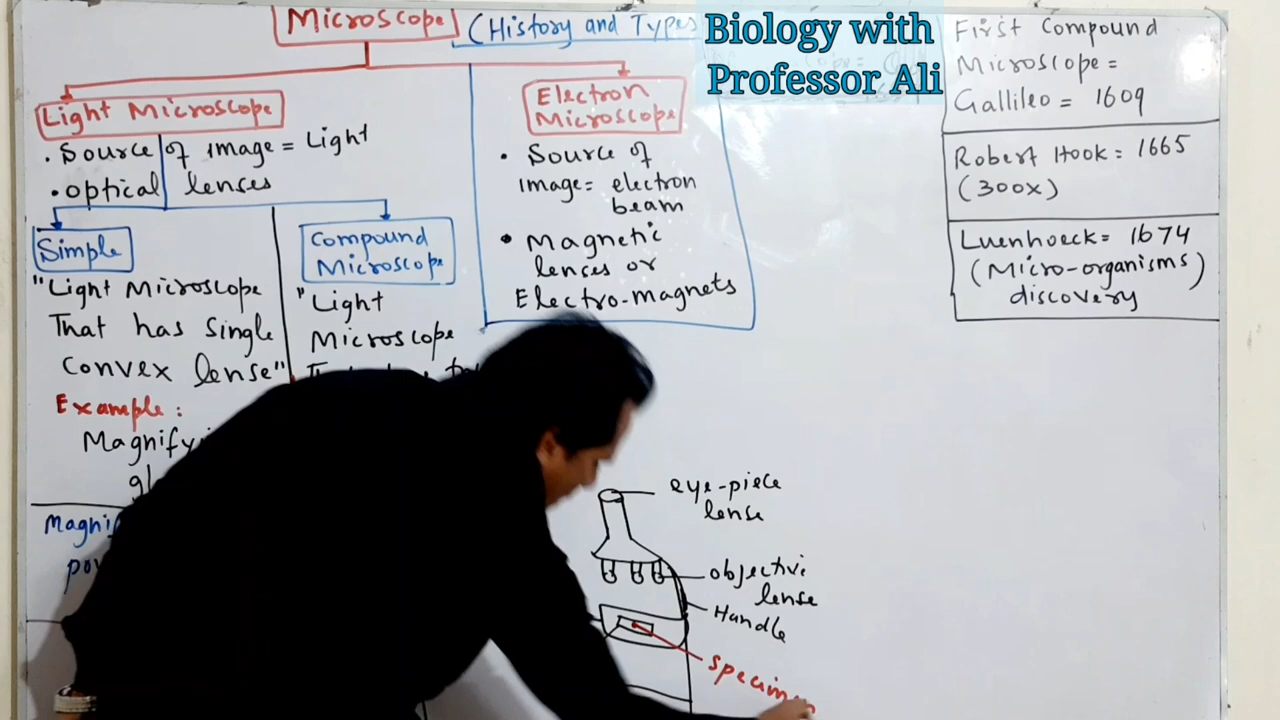 Microscope
(History and Types
Biology with
Professor Ali
First Compound
Microscope =
Gallileo = 1609
Robert Hook = 1665
(300x)
Luenhoeck = 1674
(Micro-organisms)
discovery
Light Microscope
• Source of image = Light
• optical lenses
Electron
Microscope
• Source of
image = electron
beam
• Magnetic
lenses or
Electro-magnets
Simple
"Light Microscope
That has single
convex lense"
Example:
Compound
Microscope
"Light
Microscope
eye-piece
lense
objective
lense
Handle